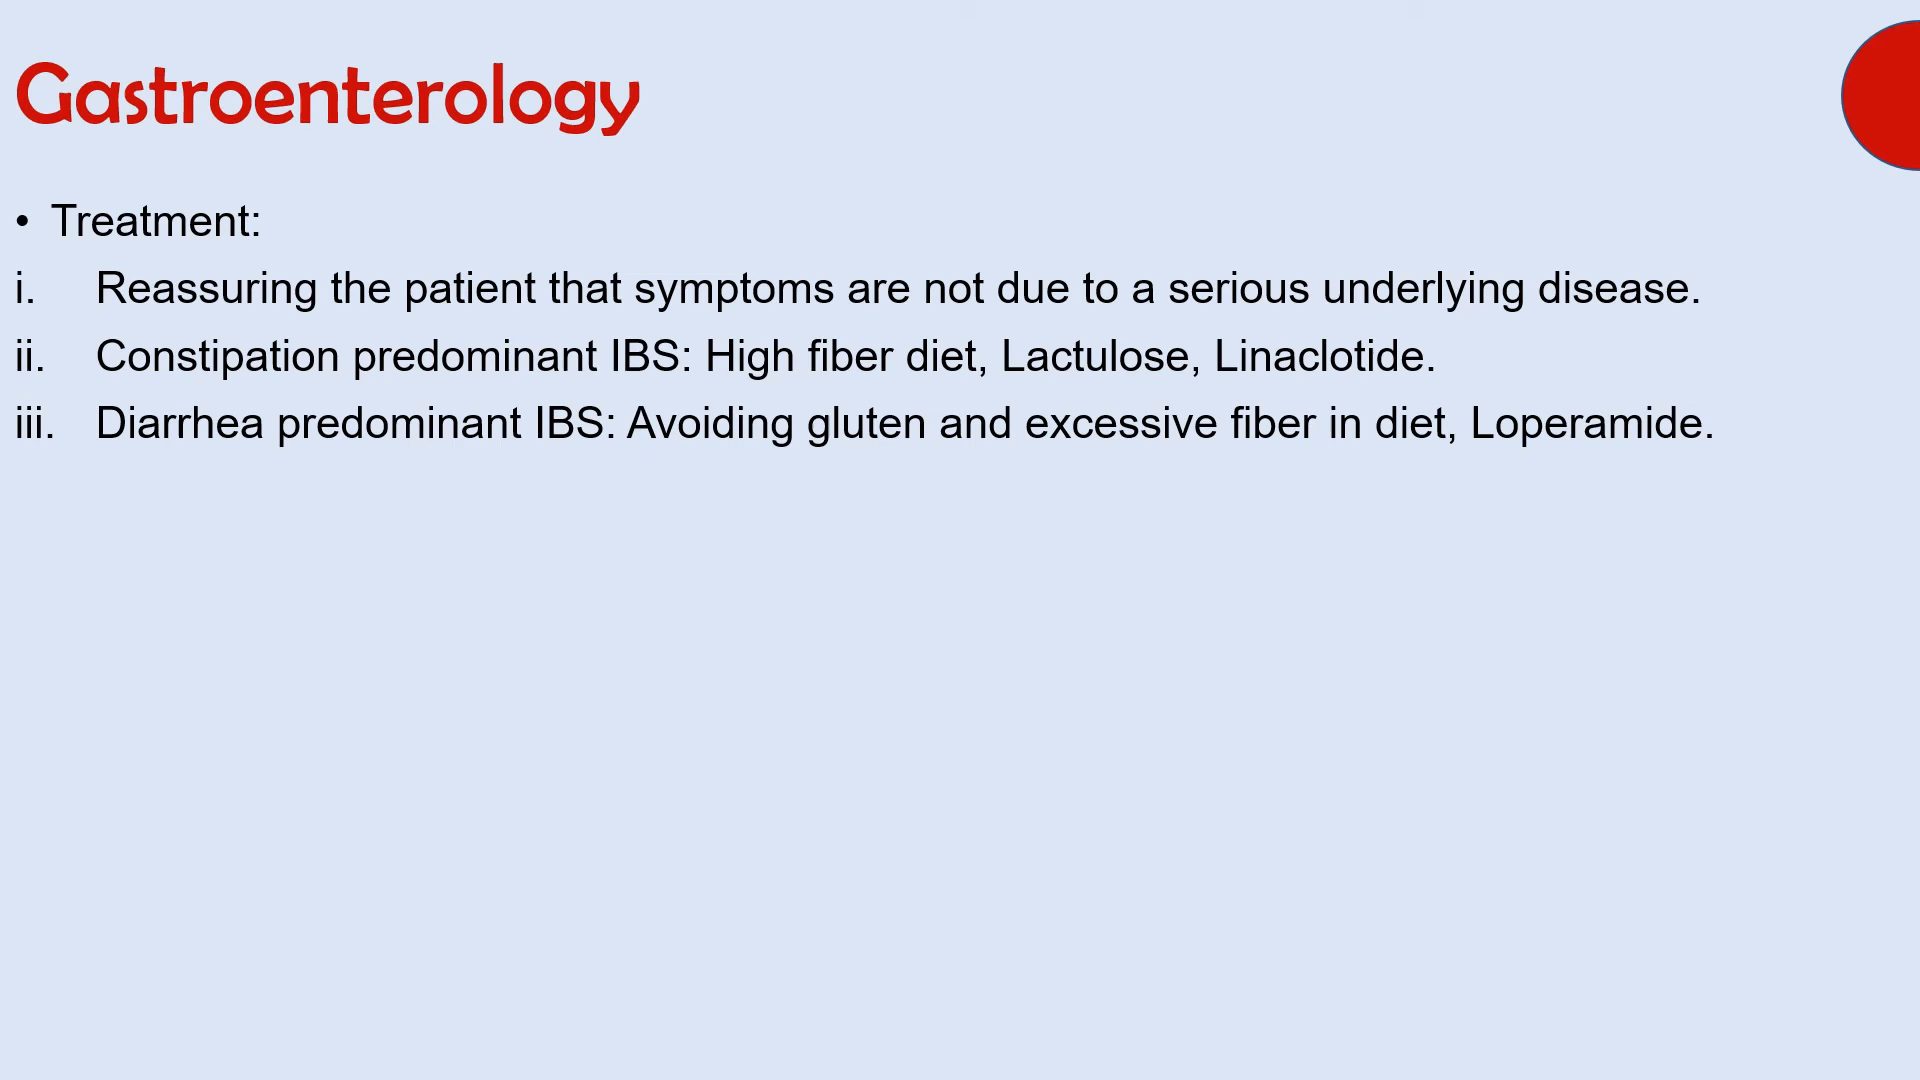 Gastroenterology
• Treatment:
i. Reassuring the patient that symptoms are not due to a serious underlying disease.
ii. Constipation predominant IBS: High fiber diet, Lactulose, Linaclotide.
iii. Diarrhea predominant IBS: Avoiding gluten and excessive fiber in diet, Loperamide.